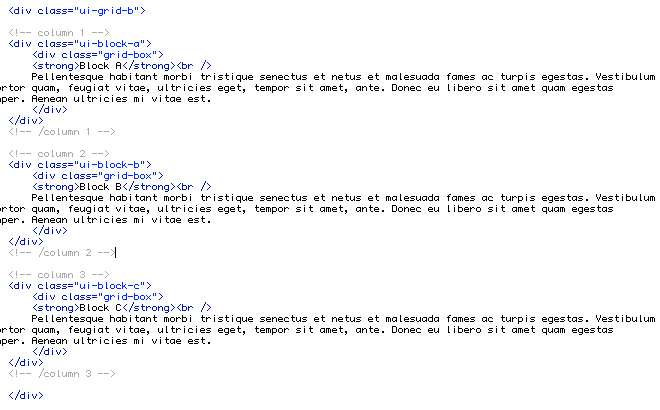 <div class="ui-grid-b">
<!-- column 1 -->
<div class="ui-block-a">
<div class="grid-box">
<strong>Block A</strong><br />
Pellentesque habitant morbi tristique senectus et netus et malesuada fames ac turpis egestas. Vestibulum
ortor quam, feugiat vitae, ultricies eget, tempor sit amet, ante. Donec eu libero sit amet quam egestas
mper. Aenean ultricies mi vitae est.
</div>
</div>
<!-- /column 1 -->
<!-- column 2 -->
<div class="ui-block-b">
<div class="grid-box">
<strong>Block B</strong><br />
Pellentesque habitant morbi tristique senectus et netus et malesuada fames ac turpis egestas. Vestibulum
ortor quam, feugiat vitae, ultricies eget, tempor sit amet, ante. Donec eu libero sit amet quam egestas
mper. Aenean ultricies mi vitae est.
</div>
</div>
<!-- /column 2 -->
<!-- column 3 -->
<div class="ui-block-c">
<div class="grid-box">
<strong>Block C</strong><br />
Pellentesque habitant morbi tristique senectus et netus et malesuada fames ac turpis egestas. Vestibulum
ortor quam, feugiat vitae, ultricies eget, tempor sit amet, ante. Donec eu libero sit amet quam egestas
mper. Aenean ultricies mi vitae est.
</div>
</div>
<!-- /column 3 -->
</div>